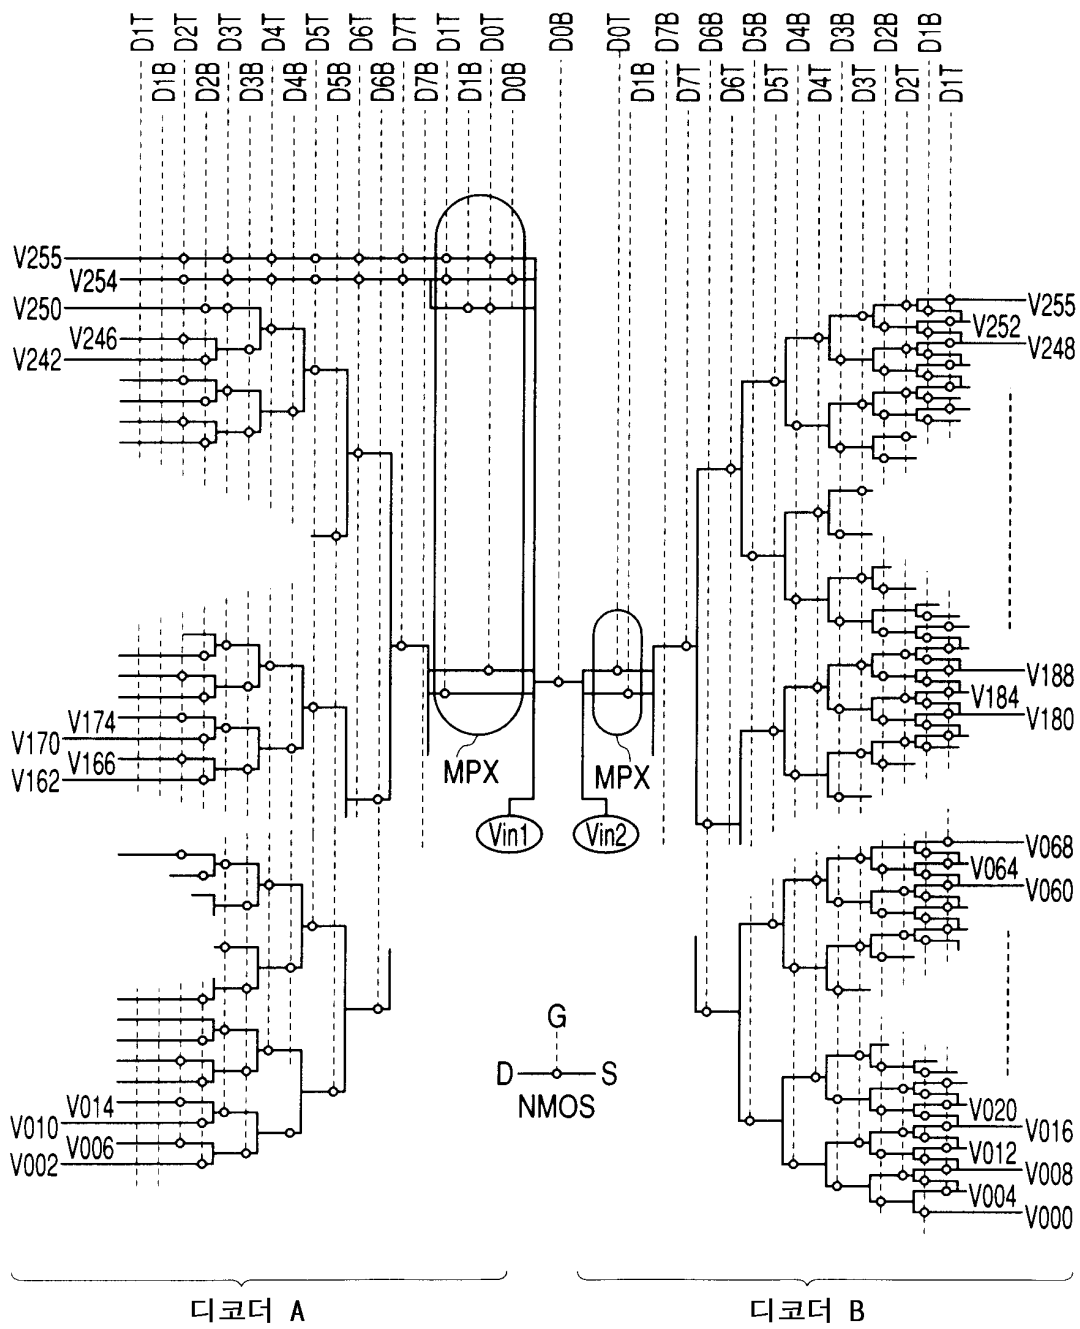 D1T D2T D3T D4T D5T D6T D7T D1T D0T D0B D0T D7B D6B D5B D4B D3B D2B D1B
D1B D2B D3B D4B D5B D6B D7B D1B D0B D1B D7T D6T D5T D4T D3T D2T D1T
V255
V254
V250
V246
V242
V255
V252
V248
V174
V170
V166
V162
V188
V184
V180
MPX MPX
Vin1 Vin2
V068
V064
V060
G
D S
NMOS
V014
V010
V006
V002
V020
V016
V012
V008
V004
V000
디코더 A 디코더 B